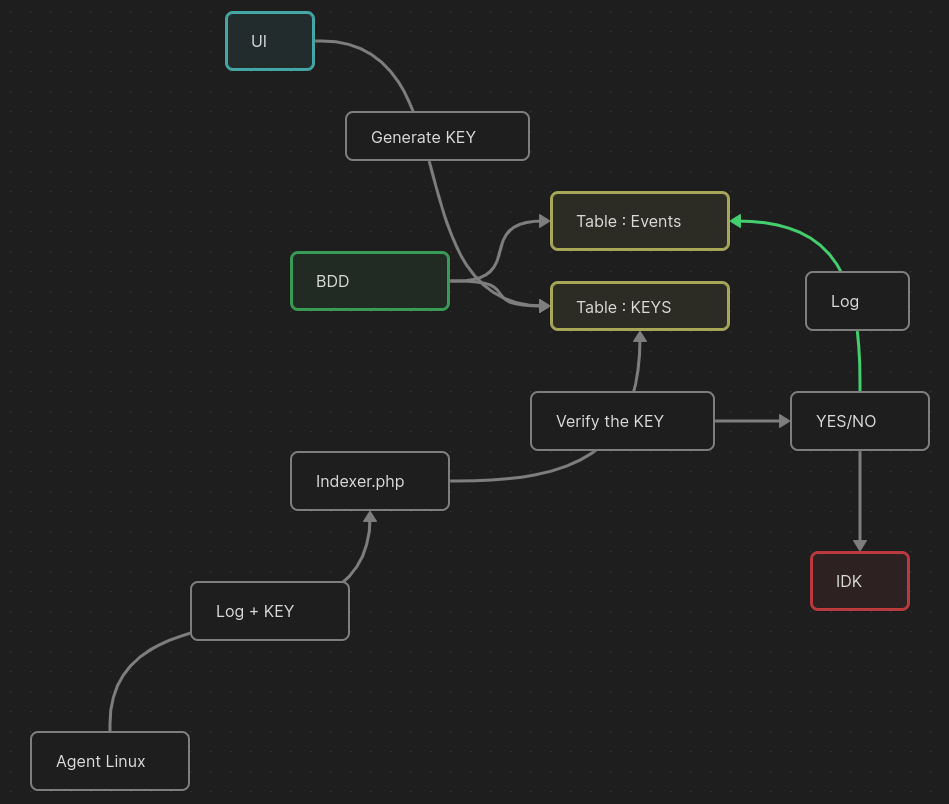 UI
Generate KEY
Table : Events
BDD
Table : KEYS
Log
Verify the KEY
YES/NO
Indexer.php
IDK
Log + KEY
Agent Linux